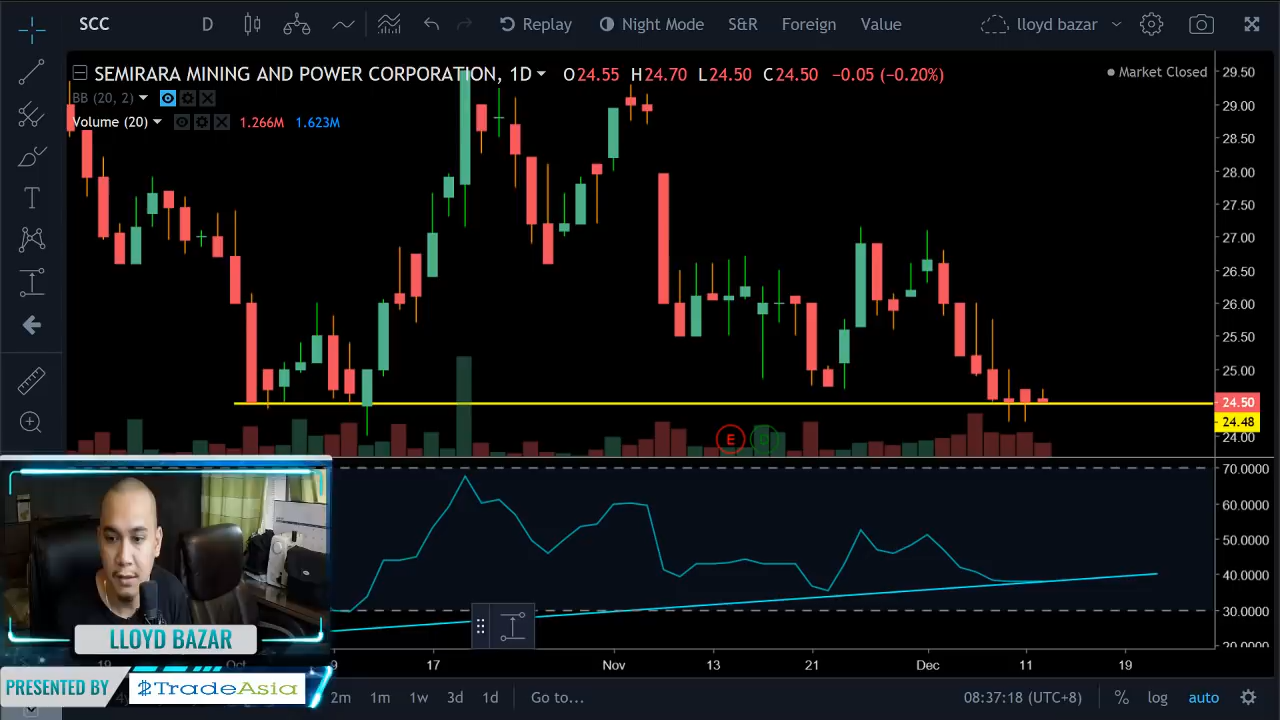 SCC D Redo Replay Night Mode S&R Foreign Value lloyd bazar
SEMIRARA MINING AND POWER CORPORATION, 1D O24.55 H24.70 L24.50 C24.50 −0.05 (−0.20%) Market Closed
BB (20, 2)
Volume (20) 1.266M 1.623M
29.50
29.00
28.50
28.00
27.50
27.00
26.50
26.00
25.50
25.00
24.50
24.48
24.00
E
70.0000
60.0000
50.0000
40.0000
30.0000
20.0000
17 Nov 13 21 Dec 11 19
LLOYD BAZAR
PRESENTED BY $TradeAsia
2m 1m 1w 3d 1d Go to... 08:37:18 (UTC+8) % log auto